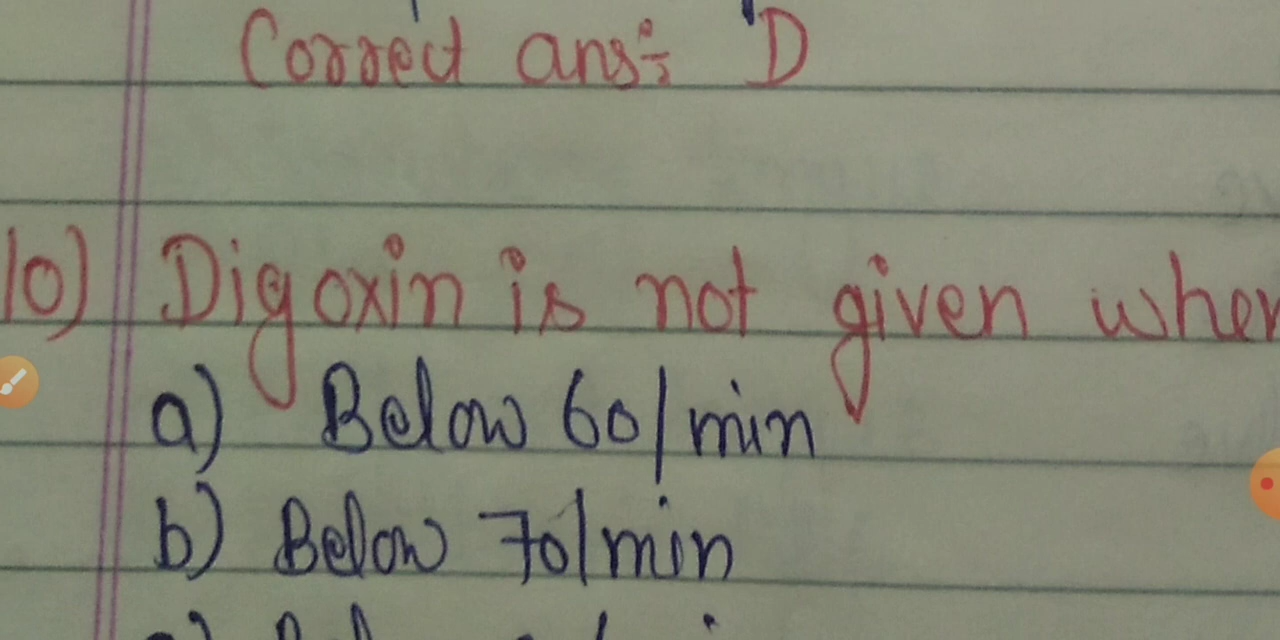 Correct ans:- D
10) Digoxin is not given when
a) Below 60/min
b) Below 70/min